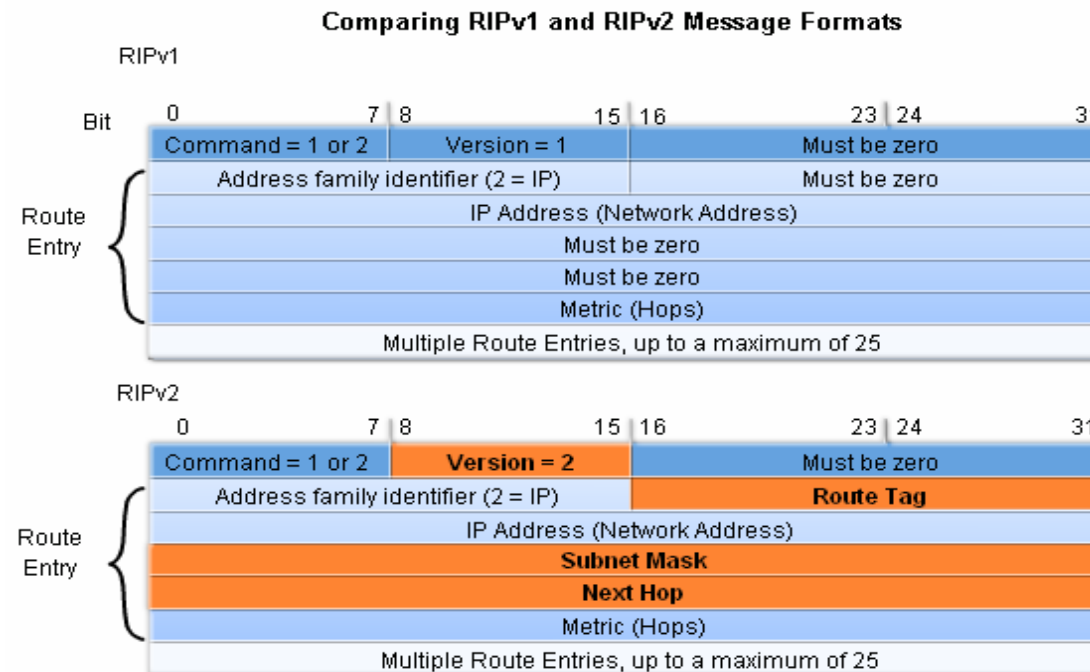 Comparing RIPv1 and RIPv2 Message Formats
RIPv1
Bit 0 7 8 15 16 23 24 3
Command = 1 or 2 Version = 1 Must be zero
Address family identifier (2 = IP) Must be zero
Route Entry
IP Address (Network Address)
Must be zero
Must be zero
Metric (Hops)
Multiple Route Entries, up to a maximum of 25
RIPv2
0 7 8 15 16 23 24 31
Command = 1 or 2 Version = 2 Must be zero
Address family identifier (2 = IP) Route Tag
Route Entry
IP Address (Network Address)
Subnet Mask
Next Hop
Metric (Hops)
Multiple Route Entries, up to a maximum of 25